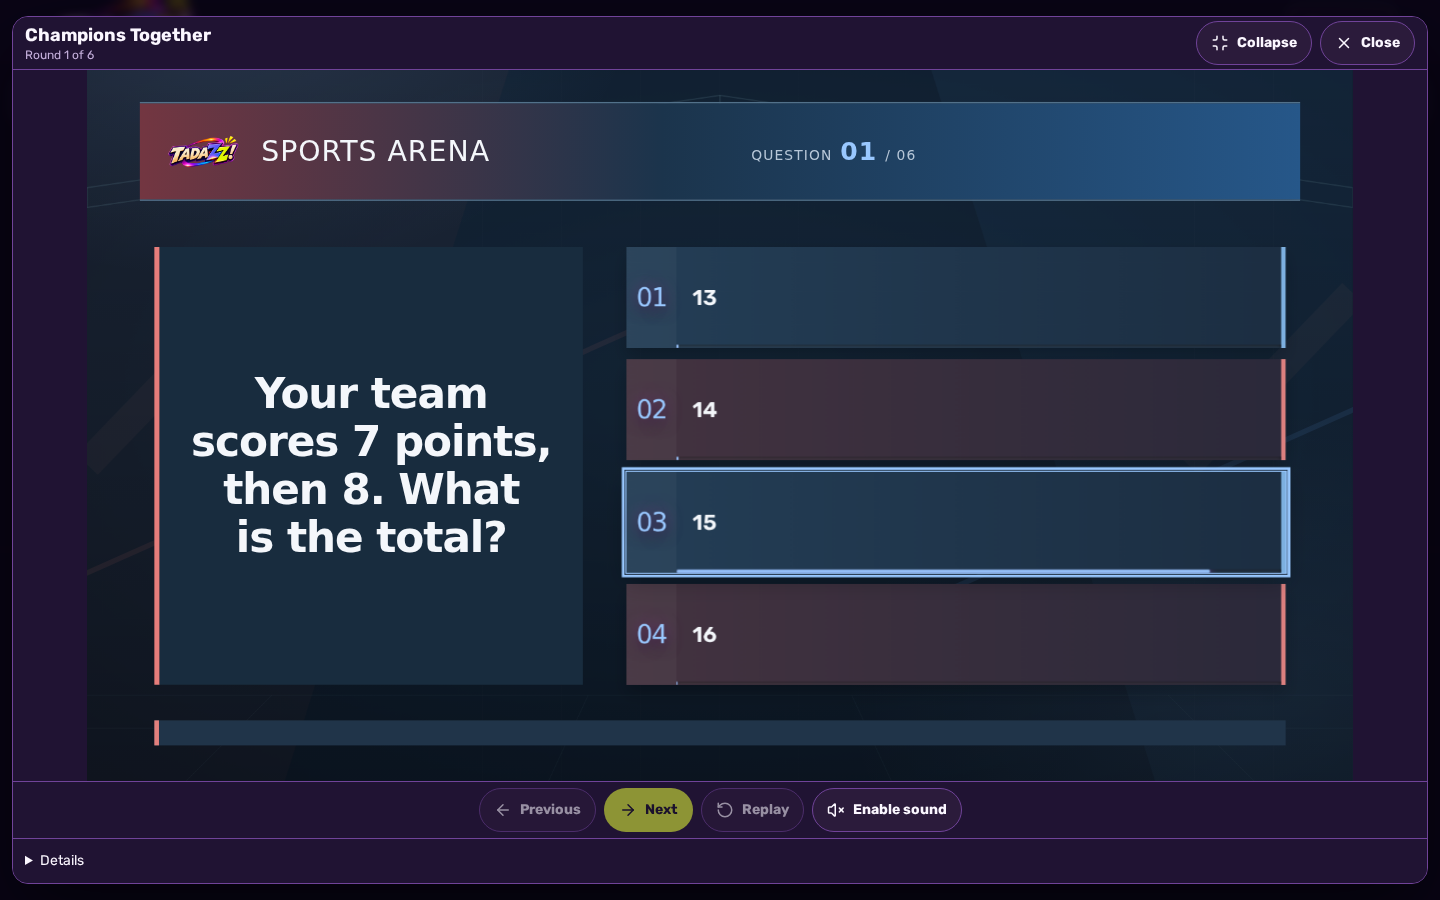 Champions Together
Round 1 of 6
Collapse
Close
TADAZZ!
SPORTS ARENA
QUESTION 01 / 06
Your team
scores 7 points,
then 8. What
is the total?
01 13
02 14
03 15
04 16
Previous
Next
Replay
Enable sound
Details